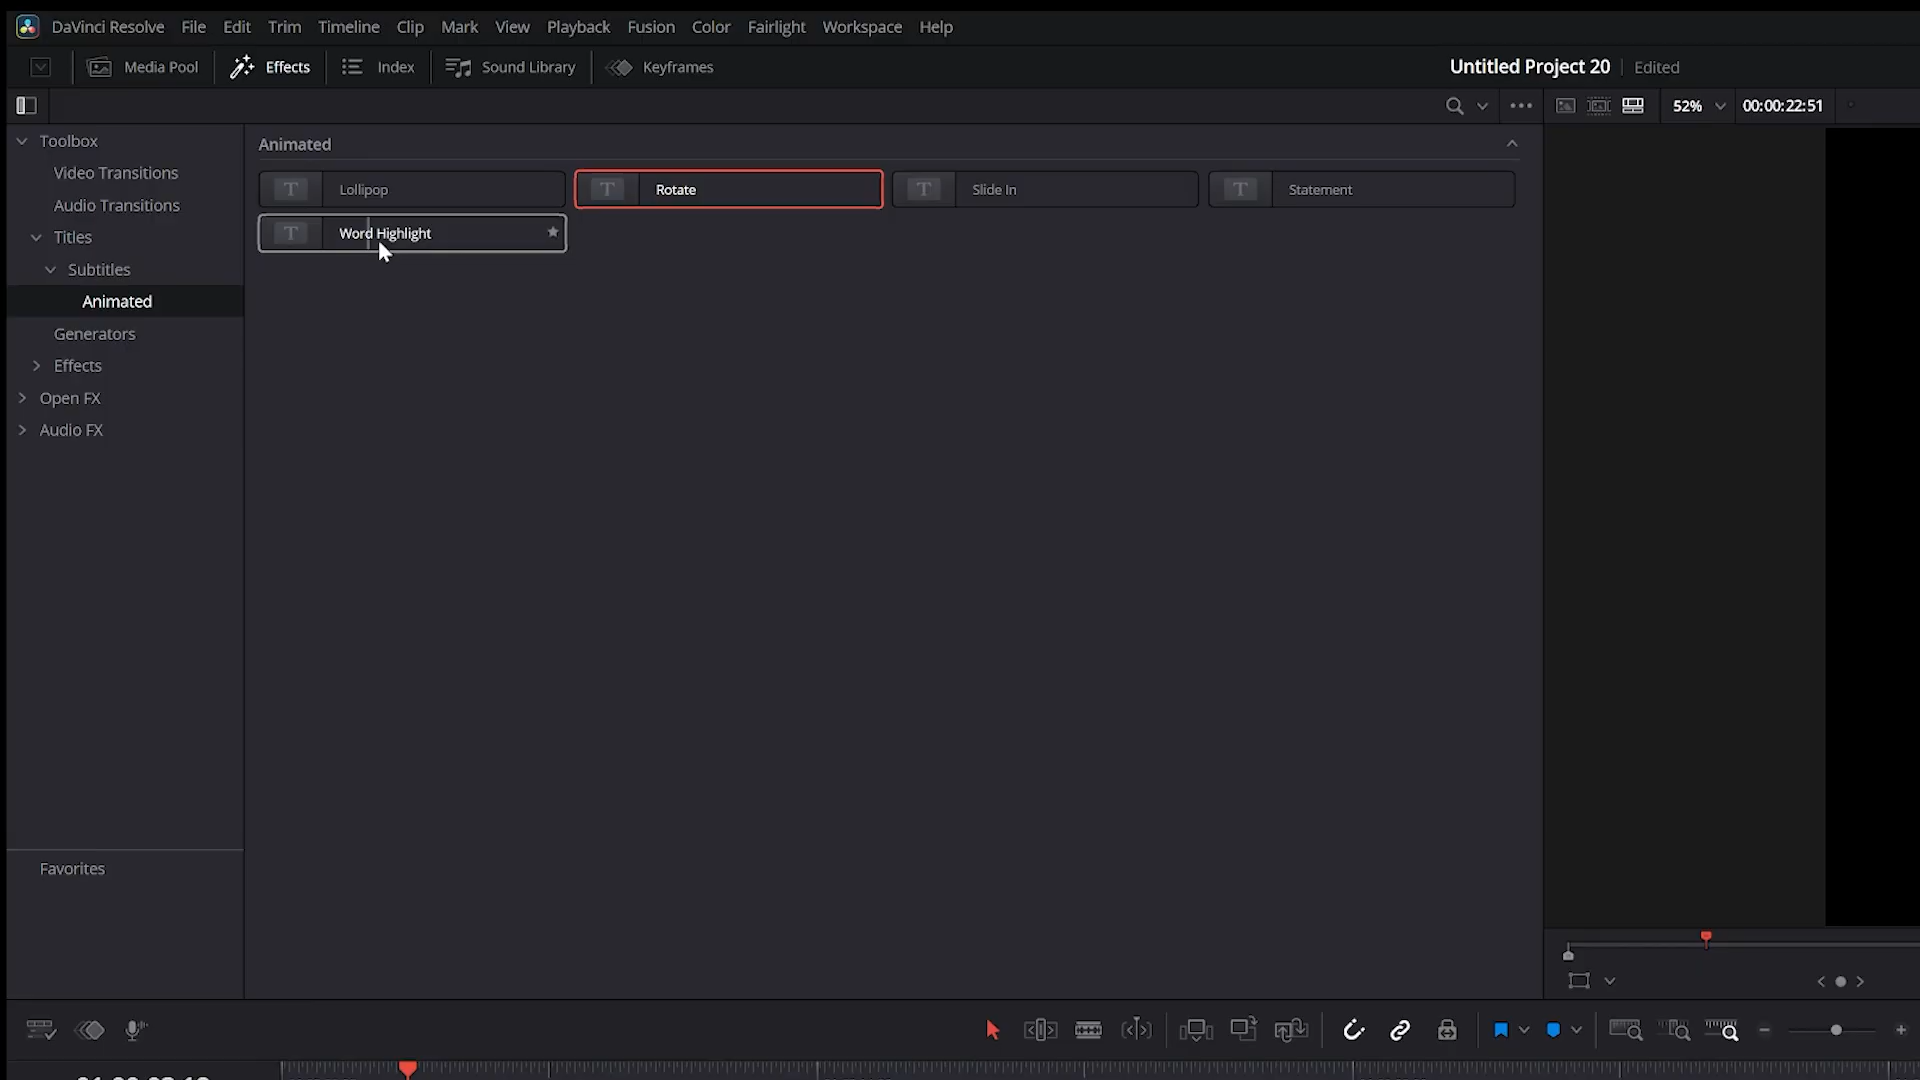 DaVinci Resolve File Edit Trim Timeline Clip Mark View Playback Fusion Color Fairlight Workspace Help
Media Pool Effects Index Sound Library Keyframes Untitled Project 20 Edited
52% 00:00:22:51
Toolbox
Video Transitions
Audio Transitions
Titles
Subtitles
Animated
Generators
Effects
Open FX
Audio FX
Favorites
Animated
T Lollipop T Rotate T Slide In T Statement
T Word Highlight